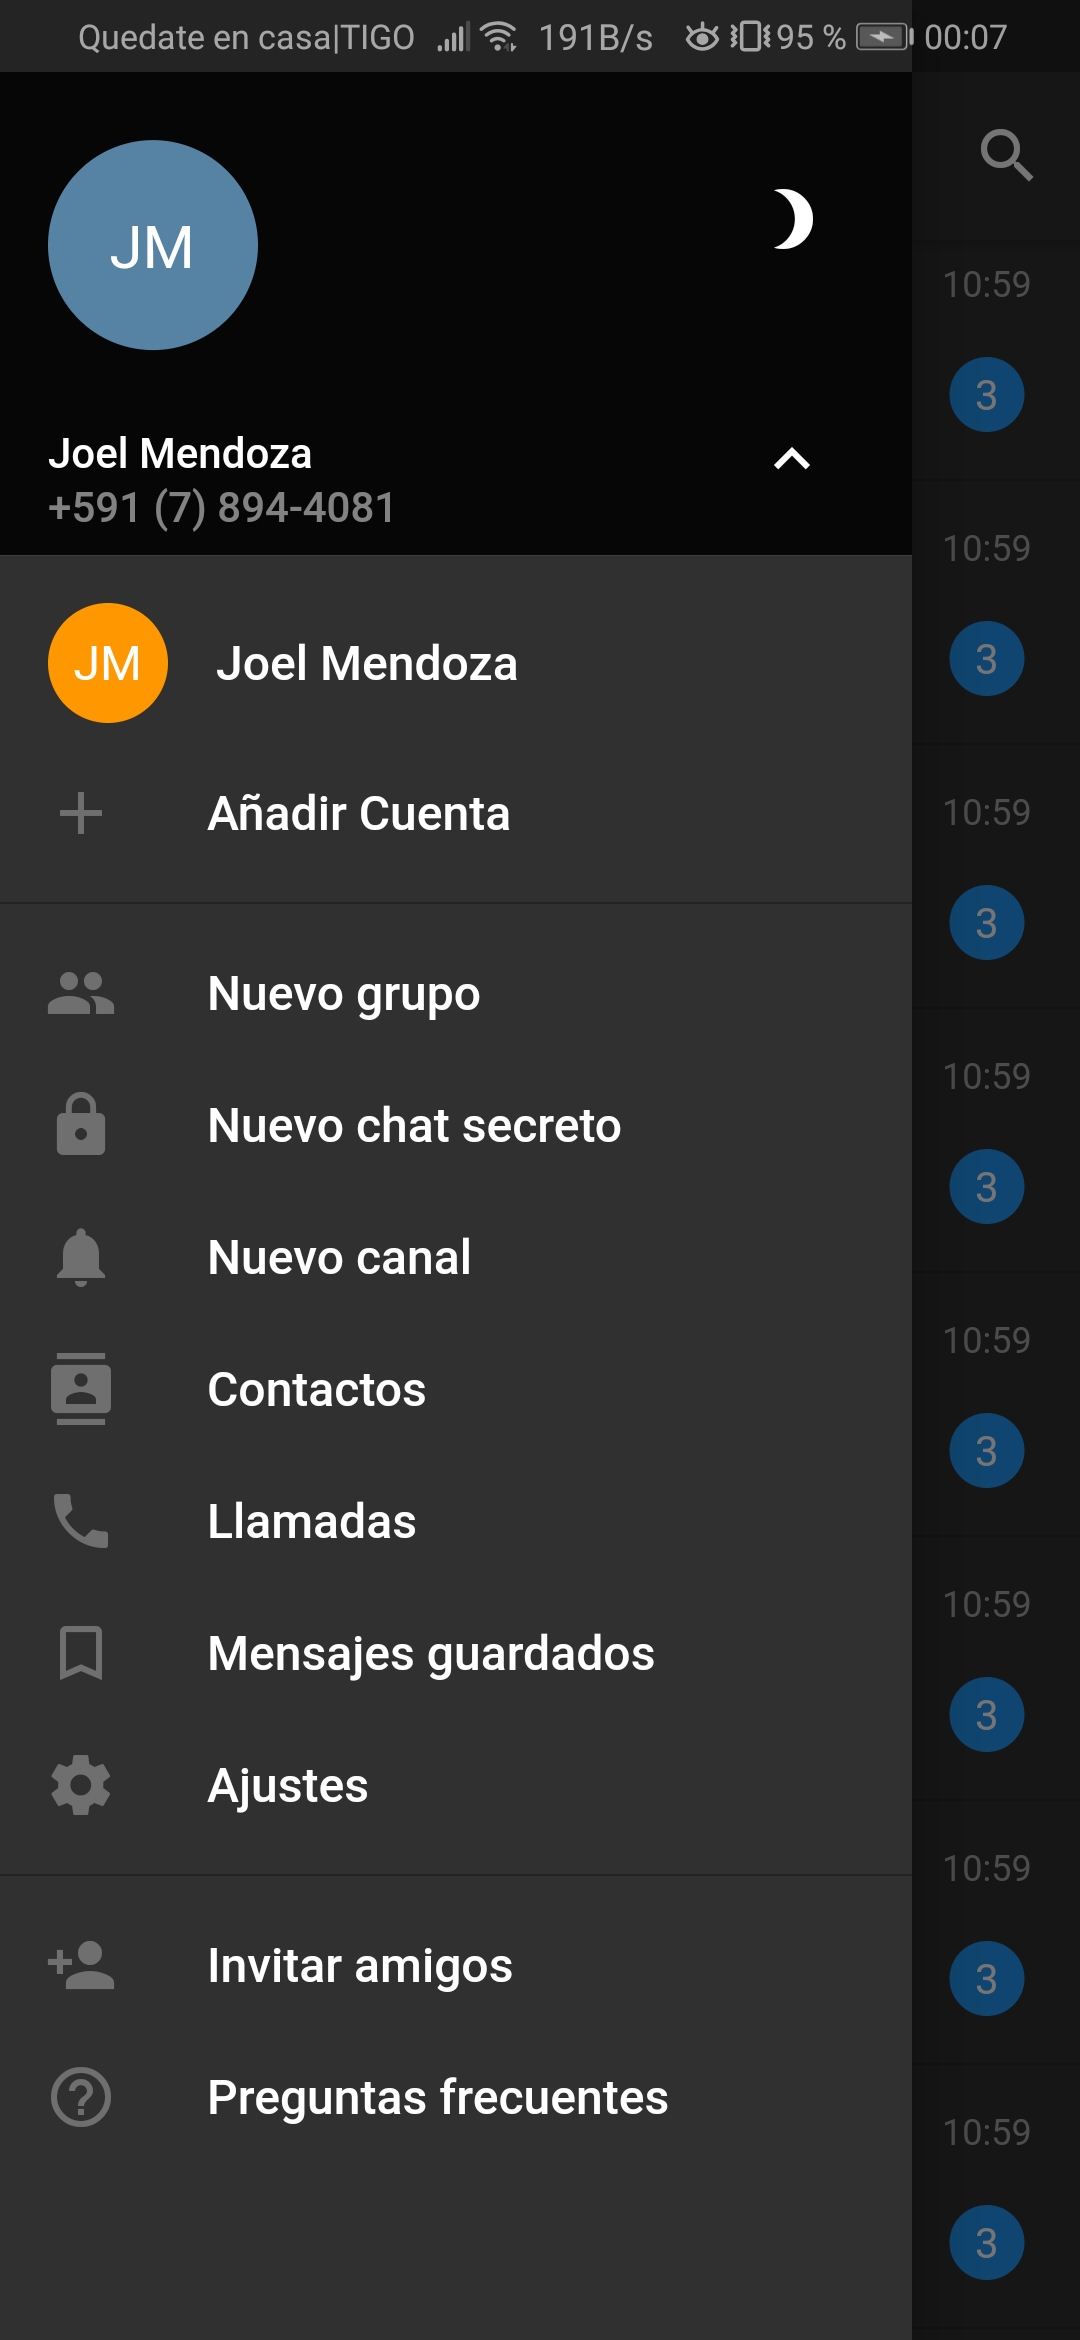 Quedate en casa|TIGO 191B/s 95 % 00:07
JM
Joel Mendoza
+591 (7) 894-4081
JM Joel Mendoza
Añadir Cuenta
Nuevo grupo
Nuevo chat secreto
Nuevo canal
Contactos
Llamadas
Mensajes guardados
Ajustes
Invitar amigos
Preguntas frecuentes
10:59
3
10:59
3
10:59
3
10:59
3
10:59
3
10:59
3
10:59
3
10:59
3